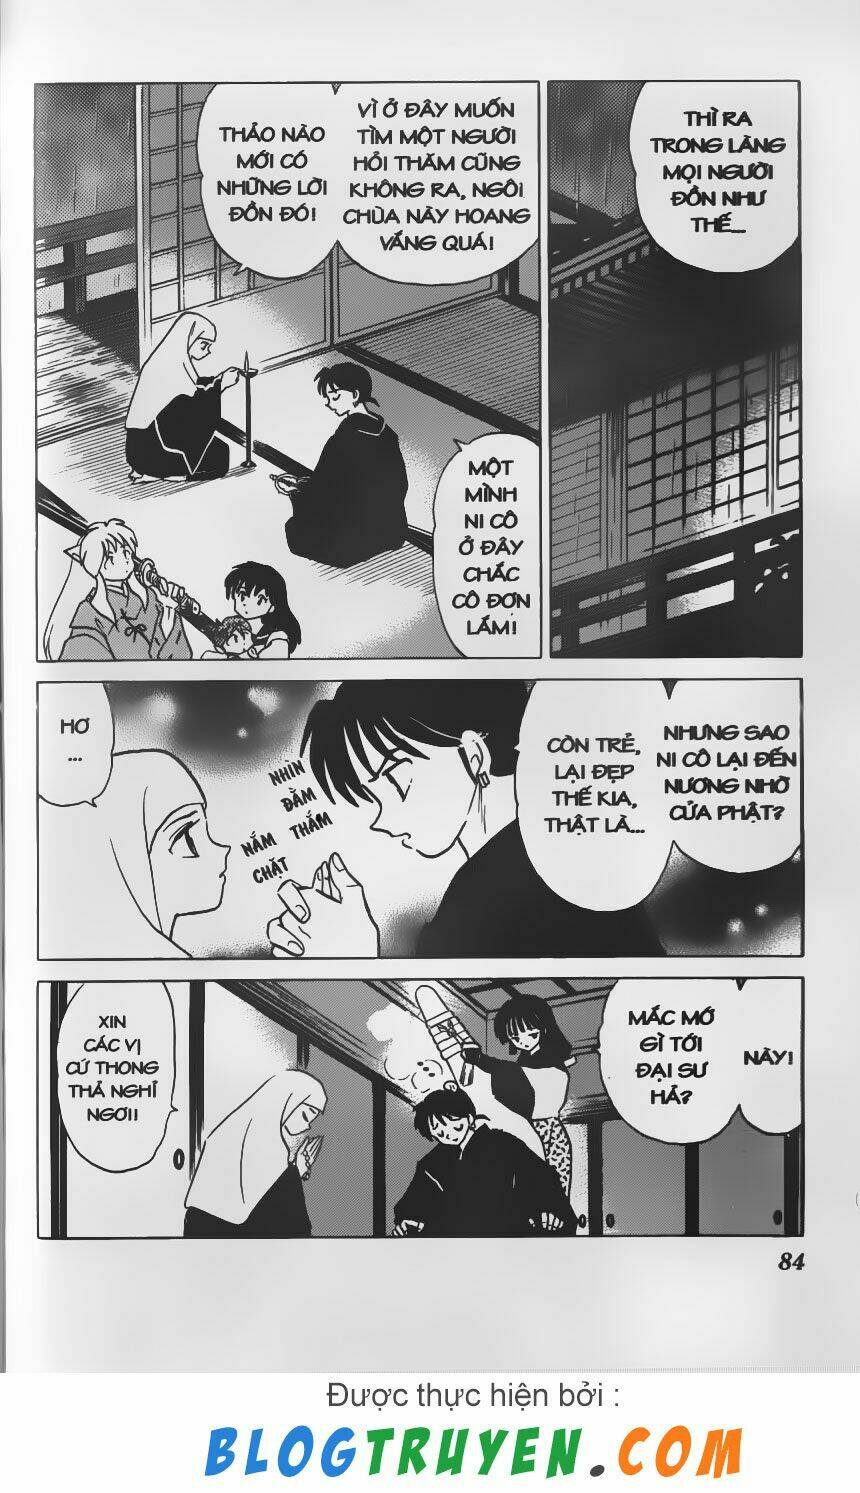 THÌ RA
TRONG LÀNG
MỌI NGƯỜI
ĐỒN NHƯ
THẾ...
VÌ Ở ĐÂY MUỐN
TÌM MỘT NGƯỜI
HỎI THĂM CŨNG
KHÔNG RA, NGÔI
CHÙA NÀY HOANG
VẮNG QUÁ!
THẢO NÀO
MỚI CÓ
NHỮNG LỜI
ĐỒN ĐÓ!
MỘT
MÌNH
NI CÔ
Ở ĐÂY
CHẮC
CÔ ĐƠN
LẮM!
NHƯNG SAO
NI CÔ LẠI ĐẾN
NƯƠNG NHỜ
CỬA PHẬT?
CÒN TRẺ,
LẠI ĐẸP
THẾ KIA,
THẬT LÀ...
NHÌN
ĐẰM
THẮM
NẮM
CHẶT
HƠ
...
NÀY!
MẮC MỚ
GÌ TỚI
ĐẠI SƯ
HẢ?
XIN
CÁC VỊ
CỨ THONG
THẢ NGHỈ
NGƠI!
84
Được thực hiện bởi :
BLOGTRUYEN.COM